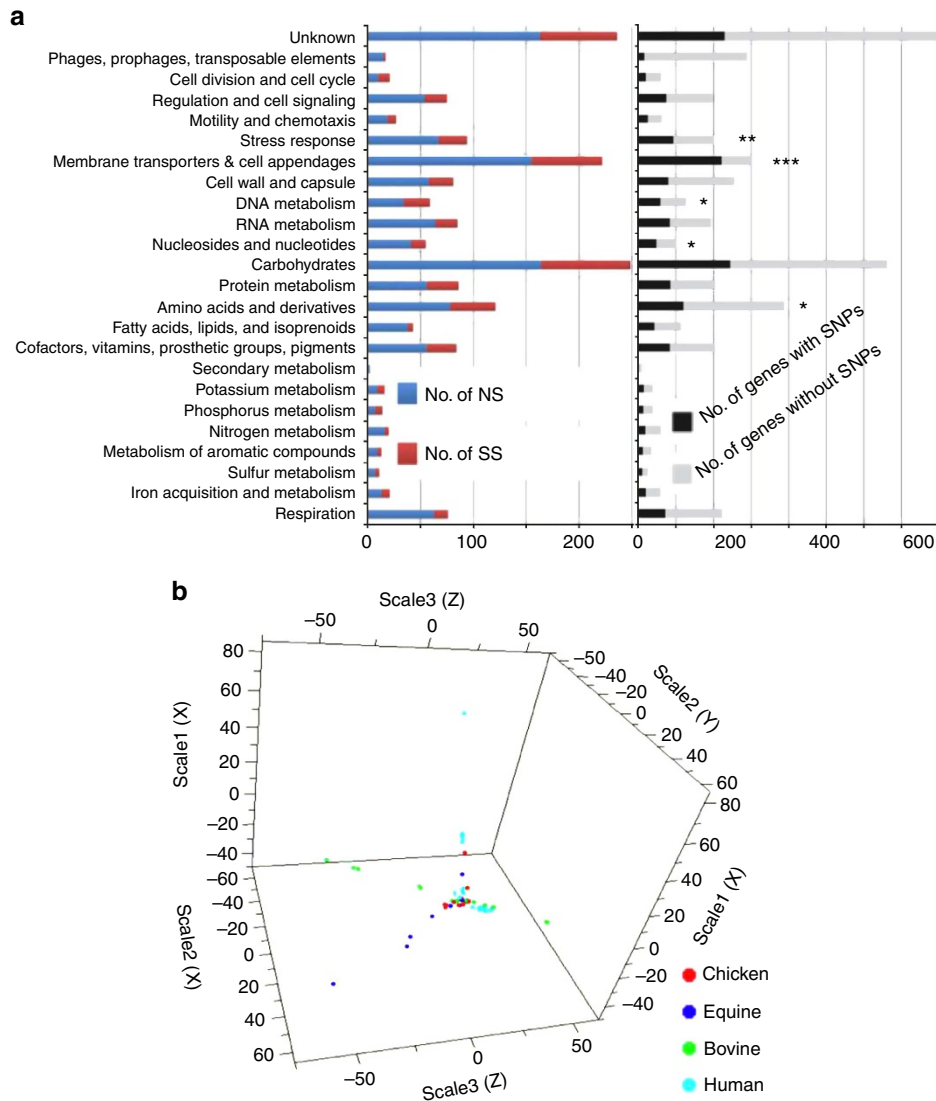 a
Unknown
Phages, prophages, transposable elements
Cell division and cell cycle
Regulation and cell signaling
Motility and chemotaxis
Stress response
**
Membrane transporters & cell appendages
***
Cell wall and capsule
DNA metabolism
*
RNA metabolism
Nucleosides and nucleotides
*
Carbohydrates
Protein metabolism
Amino acids and derivatives
*
Fatty acids, lipids, and isoprenoids
Cofactors, vitamins, prosthetic groups, pigments
Secondary metabolism
Potassium metabolism
Phosphorus metabolism
Nitrogen metabolism
Metabolism of aromatic compounds
Sulfur metabolism
Iron acquisition and metabolism
Respiration
No. of NS
No. of SS
No. of genes with SNPs
No. of genes without SNPs
0 100 200
0 200 400 600
b
Scale3 (Z)
−50 0 50
Scale1 (X)
80
60
40
20
0
−20
−40
Scale2 (X)
−60
−40
−20
0
20
40
60
Scale2 (Y)
−50
−40
−20
0
20
40
60
Scale1 (X)
80
60
40
20
0
−20
−40
−50 0 50
Scale3 (Z)
Chicken
Equine
Bovine
Human